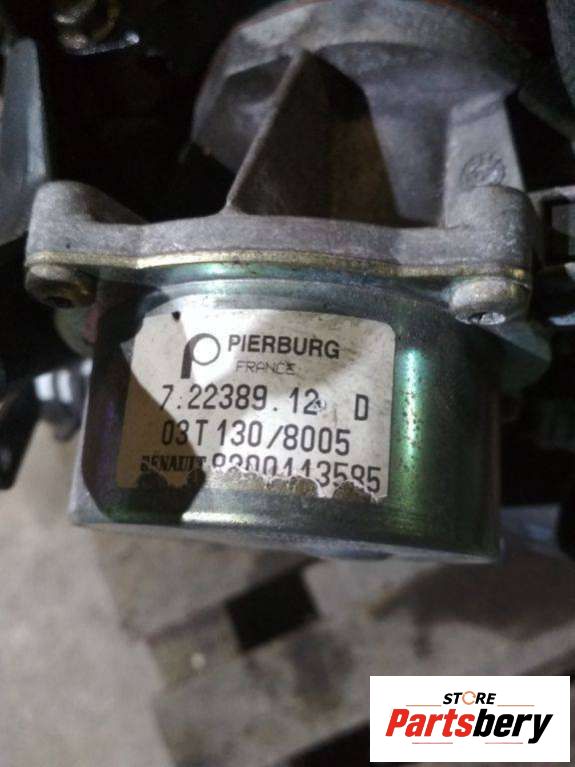 PIERBURG
FRANCE
7.22389.12 D
03T 130/8005
RENAULT 8200113585
STORE
Partsbery